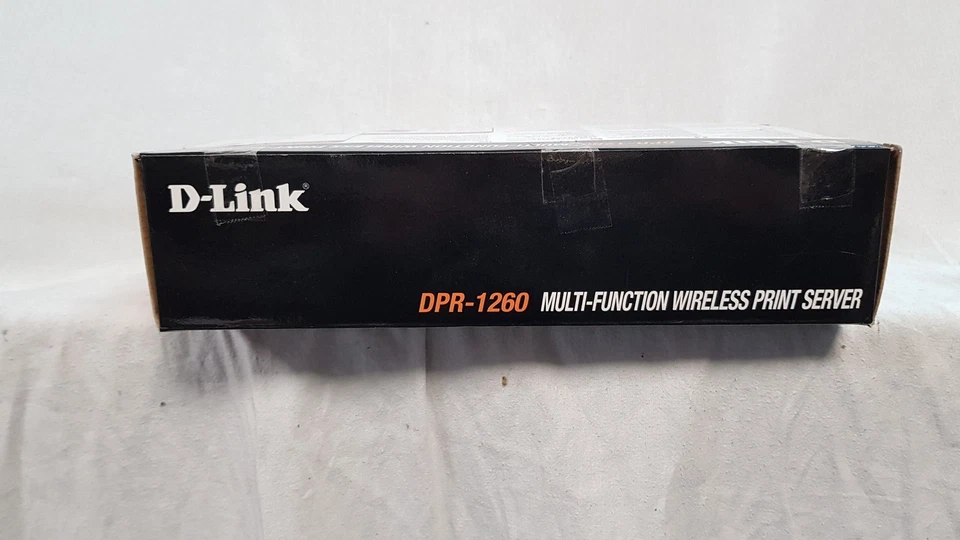 D-Link®
DPR-1260 MULTI-FUNCTION WIRELESS PRINT SERVER